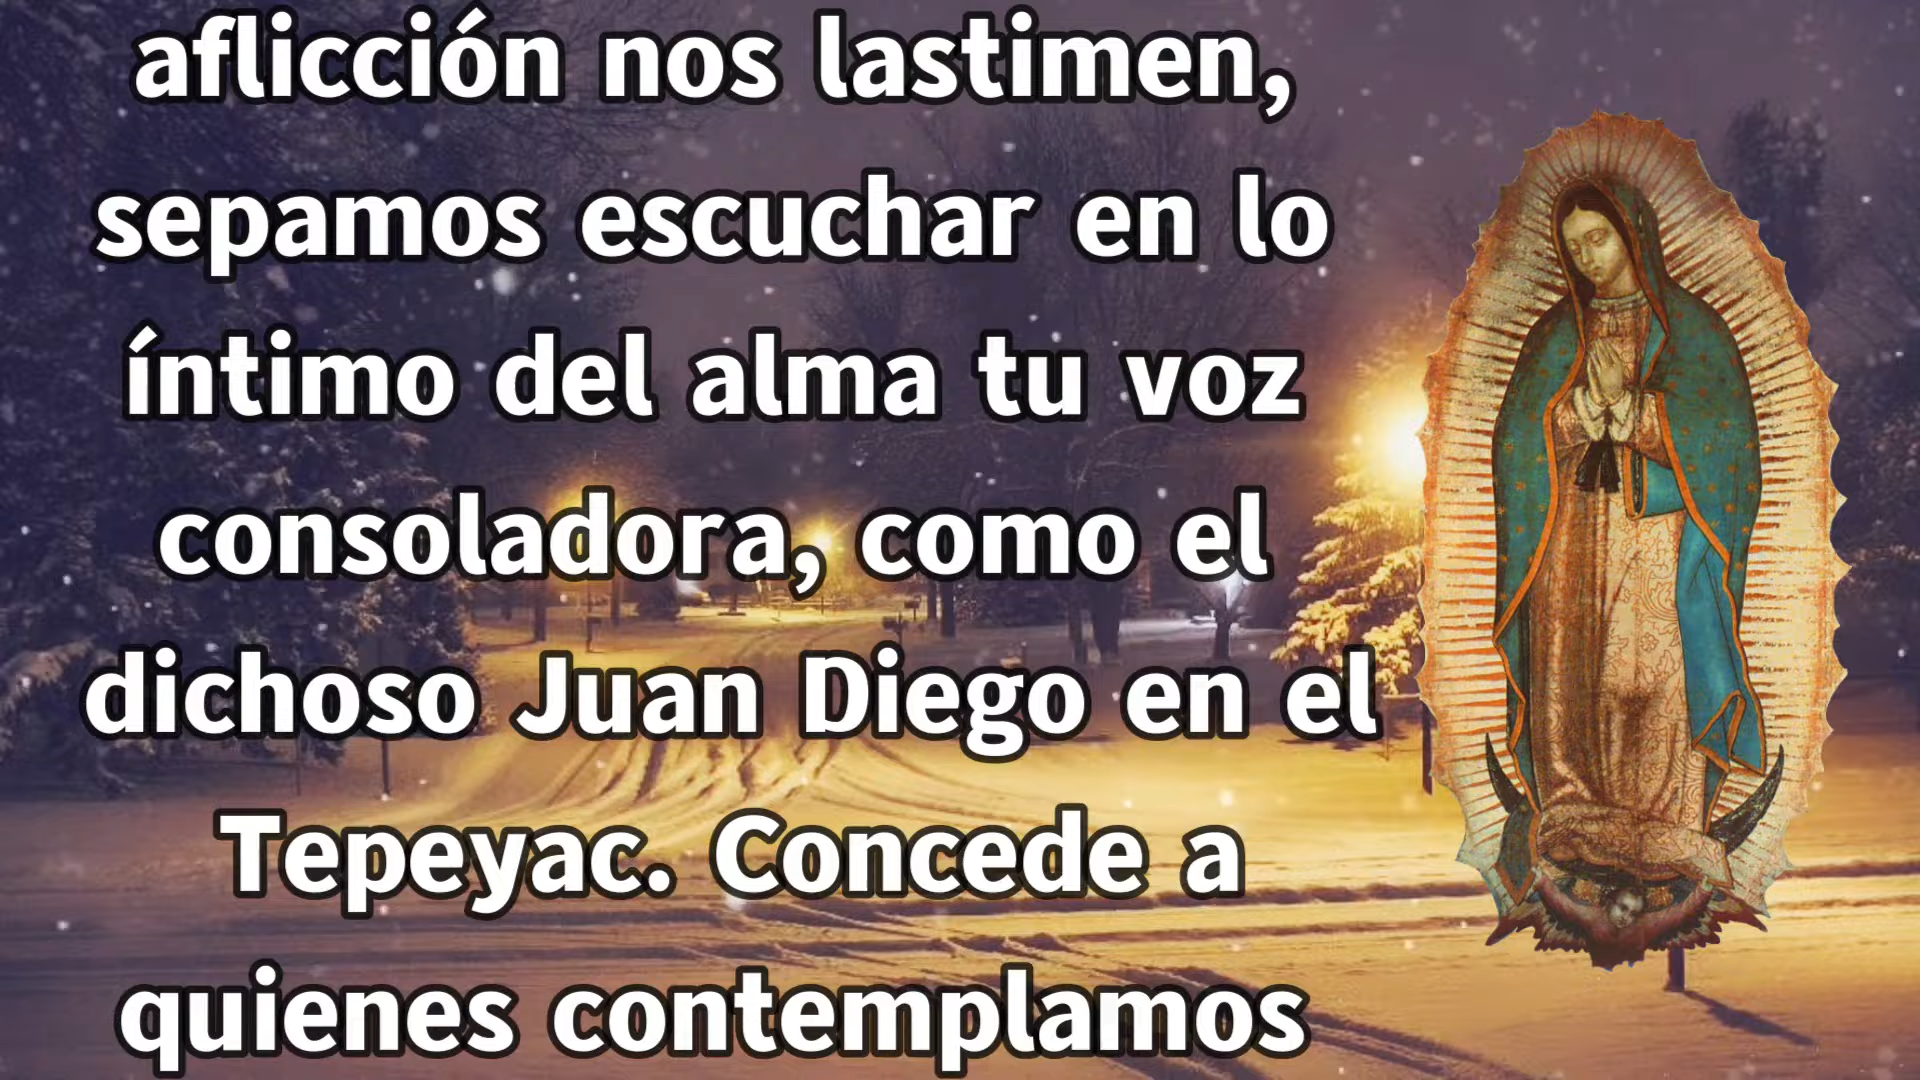 aflicción nos lastimen,
sepamos escuchar en lo
íntimo del alma tu voz
consoladora, como el
dichoso Juan Diego en el
Tepeyac. Concede a
quienes contemplamos